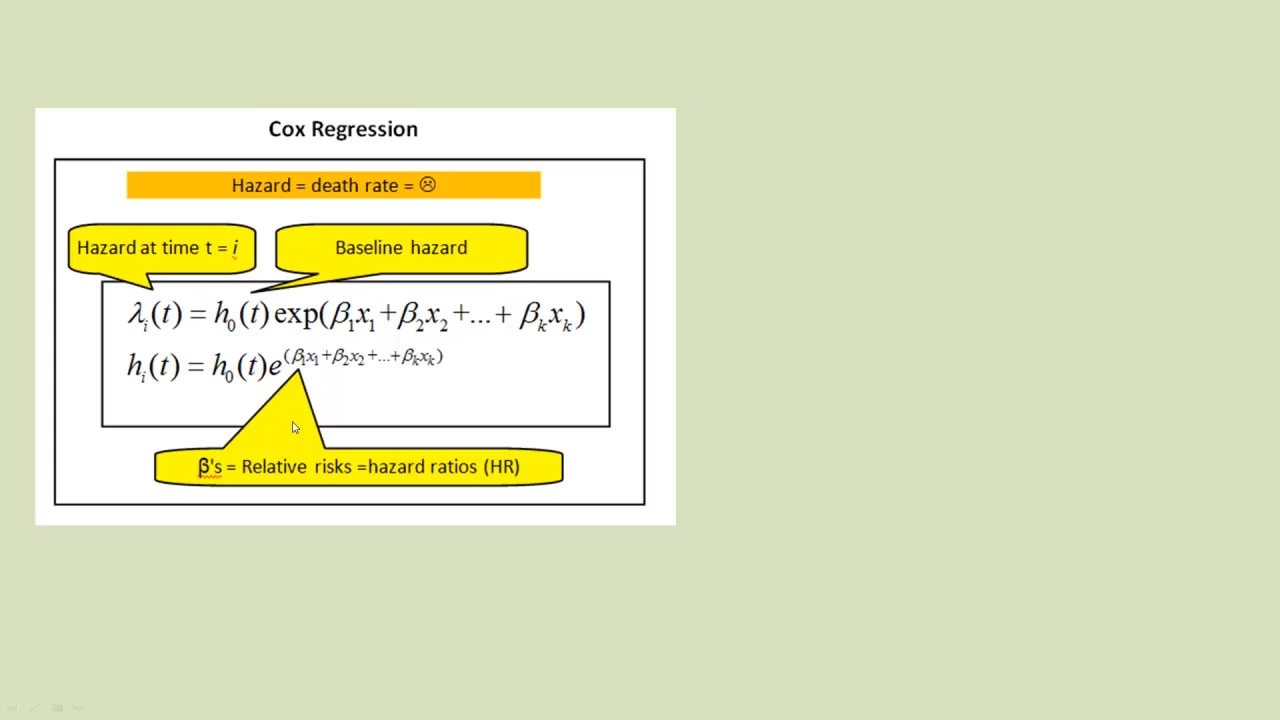 Cox Regression
Hazard = death rate = ☹
Hazard at time t = i
Baseline hazard
λᵢ(t) = h₀(t) exp(β₁x₁+β₂x₂+...+ βₖxₖ)
hᵢ(t) = h₀(t)e^(β₁x₁+β₂x₂+...+βₖxₖ)
β's = Relative risks =hazard ratios (HR)